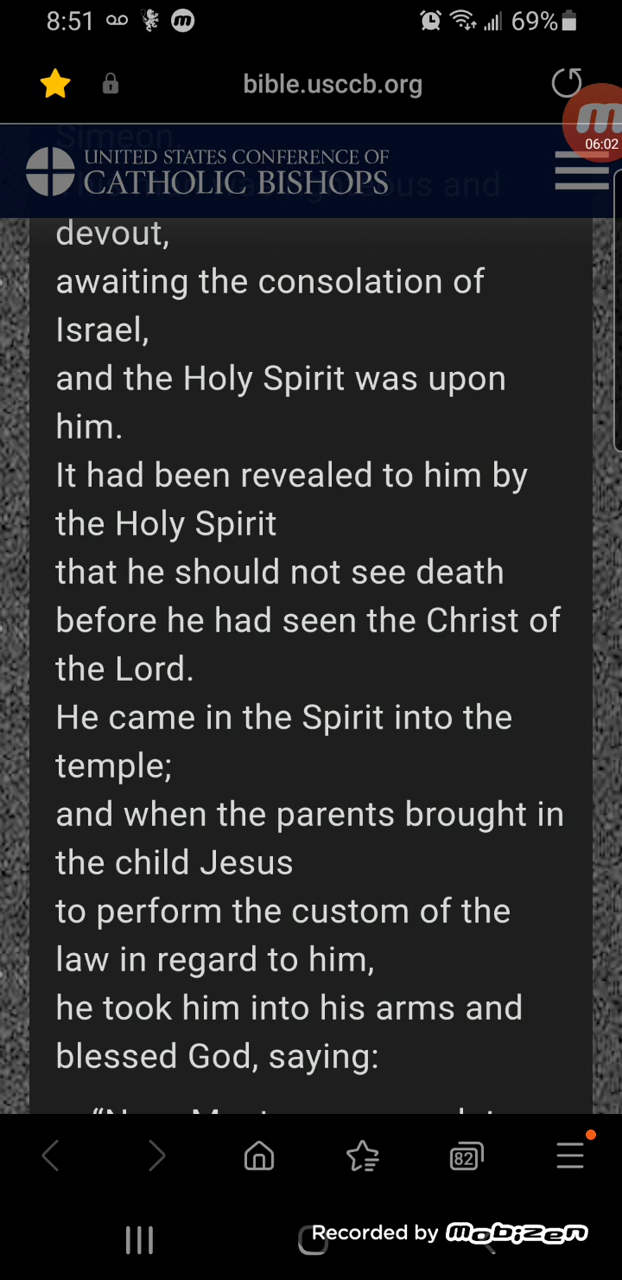 8:51
69%
bible.usccb.org
06:02
Simeon.
UNITED STATES CONFERENCE OF
CATHOLIC BISHOPS
and
devout,
awaiting the consolation of
Israel,
and the Holy Spirit was upon
him.
It had been revealed to him by
the Holy Spirit
that he should not see death
before he had seen the Christ of
the Lord.
He came in the Spirit into the
temple;
and when the parents brought in
the child Jesus
to perform the custom of the
law in regard to him,
he took him into his arms and
blessed God, saying:
82
Recorded by mobizen